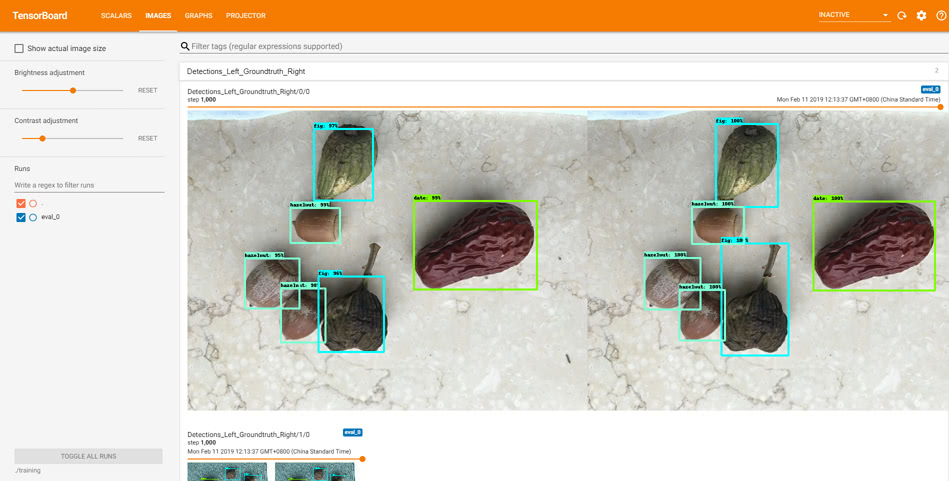 TensorBoard SCALARS IMAGES GRAPHS PROJECTOR INACTIVE
Show actual image size
Filter tags (regular expressions supported)
Brightness adjustment
RESET
Contrast adjustment
RESET
Runs
Write a regex to filter runs
.
eval_0
TOGGLE ALL RUNS
./training
Detections_Left_Groundtruth_Right 2
Detections_Left_Groundtruth_Right/0/0 eval_0
step 1,000 Mon Feb 11 2019 12:13:37 GMT+0800 (China Standard Time)
fig: 97%
hazelnut: 99%
date: 99%
hazelnut: 95%
fig: 96%
hazelnut: 98%
fig: 100%
hazelnut: 100%
date: 100%
fig: 100%
hazelnut: 100%
hazelnut: 100%
Detections_Left_Groundtruth_Right/1/0 eval_0
step 1,000
Mon Feb 11 2019 12:13:37 GMT+0800 (China Standard Time)